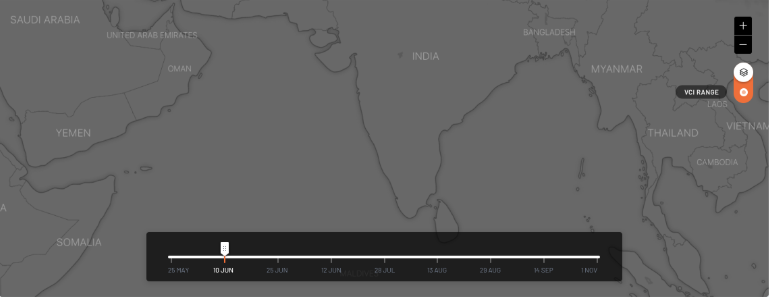 SAUDI ARABIA
UNITED ARAB EMIRATES
OMAN
YEMEN
SOMALIA
INDIA
BANGLADESH
MYANMAR
LAOS
THAILAND
VIETNAM
CAMBODIA
A
+
−
VCI RANGE
25 MAY 10 JUN 25 JUN 12 JUN 28 JUL 13 AUG 29 AUG 14 SEP 1 NOV